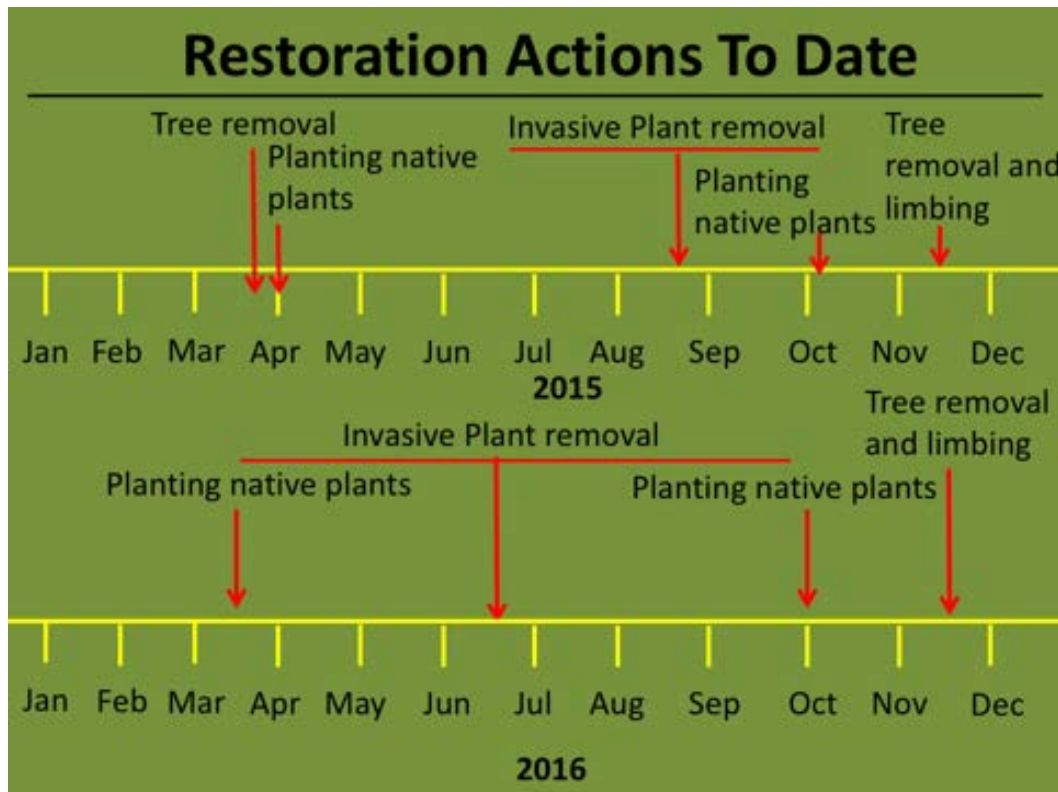 Restoration Actions To Date
Tree removal
Planting native
plants
Invasive Plant removal
Planting
native plants
Tree
removal and
limbing
Jan Feb Mar Apr May Jun Jul Aug Sep Oct Nov Dec
2015
Tree removal
and limbing
Invasive Plant removal
Planting native plants
Planting native plants
Jan Feb Mar Apr May Jun Jul Aug Sep Oct Nov Dec
2016